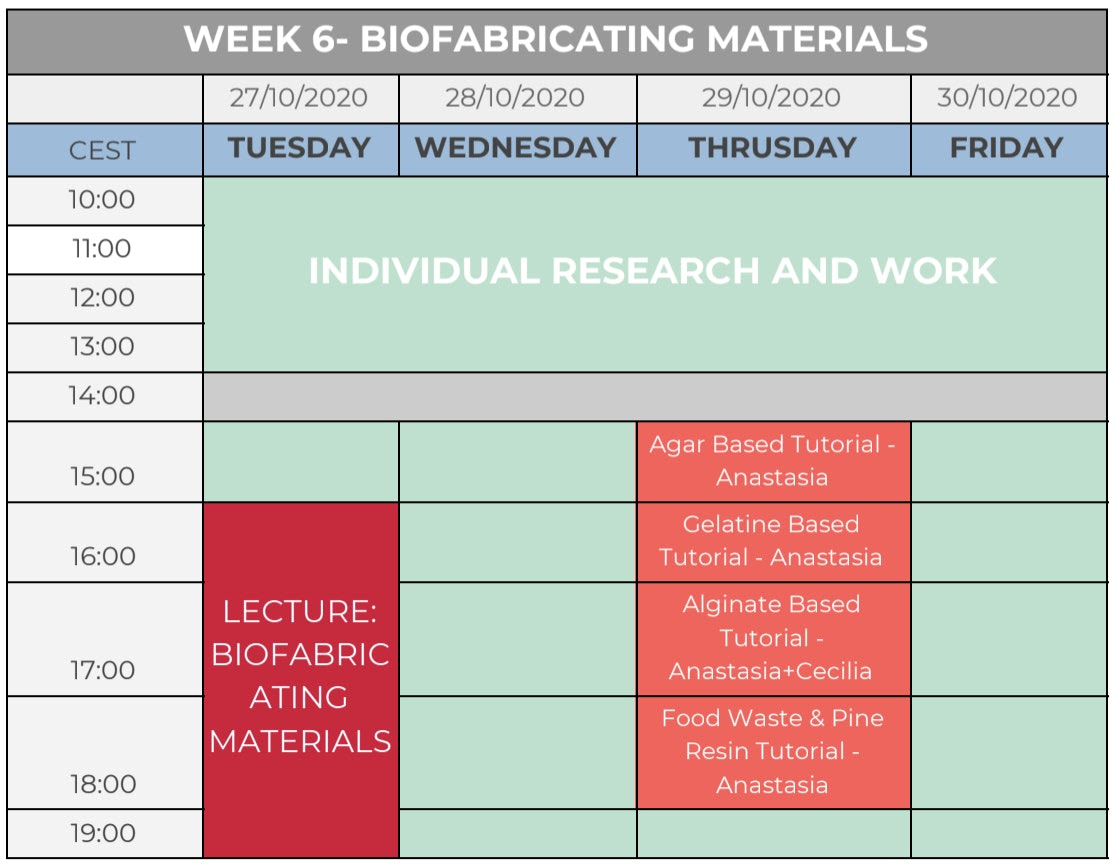 WEEK 6- BIOFABRICATING MATERIALS
27/10/2020 28/10/2020 29/10/2020 30/10/2020
CEST TUESDAY WEDNESDAY THRUSDAY FRIDAY
10:00
11:00
INDIVIDUAL RESEARCH AND WORK
12:00
13:00
14:00
15:00
Agar Based Tutorial -
Anastasia
16:00
Gelatine Based
Tutorial - Anastasia
LECTURE:
BIOFABRIC
ATING
MATERIALS
17:00
Alginate Based
Tutorial -
Anastasia+Cecilia
18:00
Food Waste & Pine
Resin Tutorial -
Anastasia
19:00